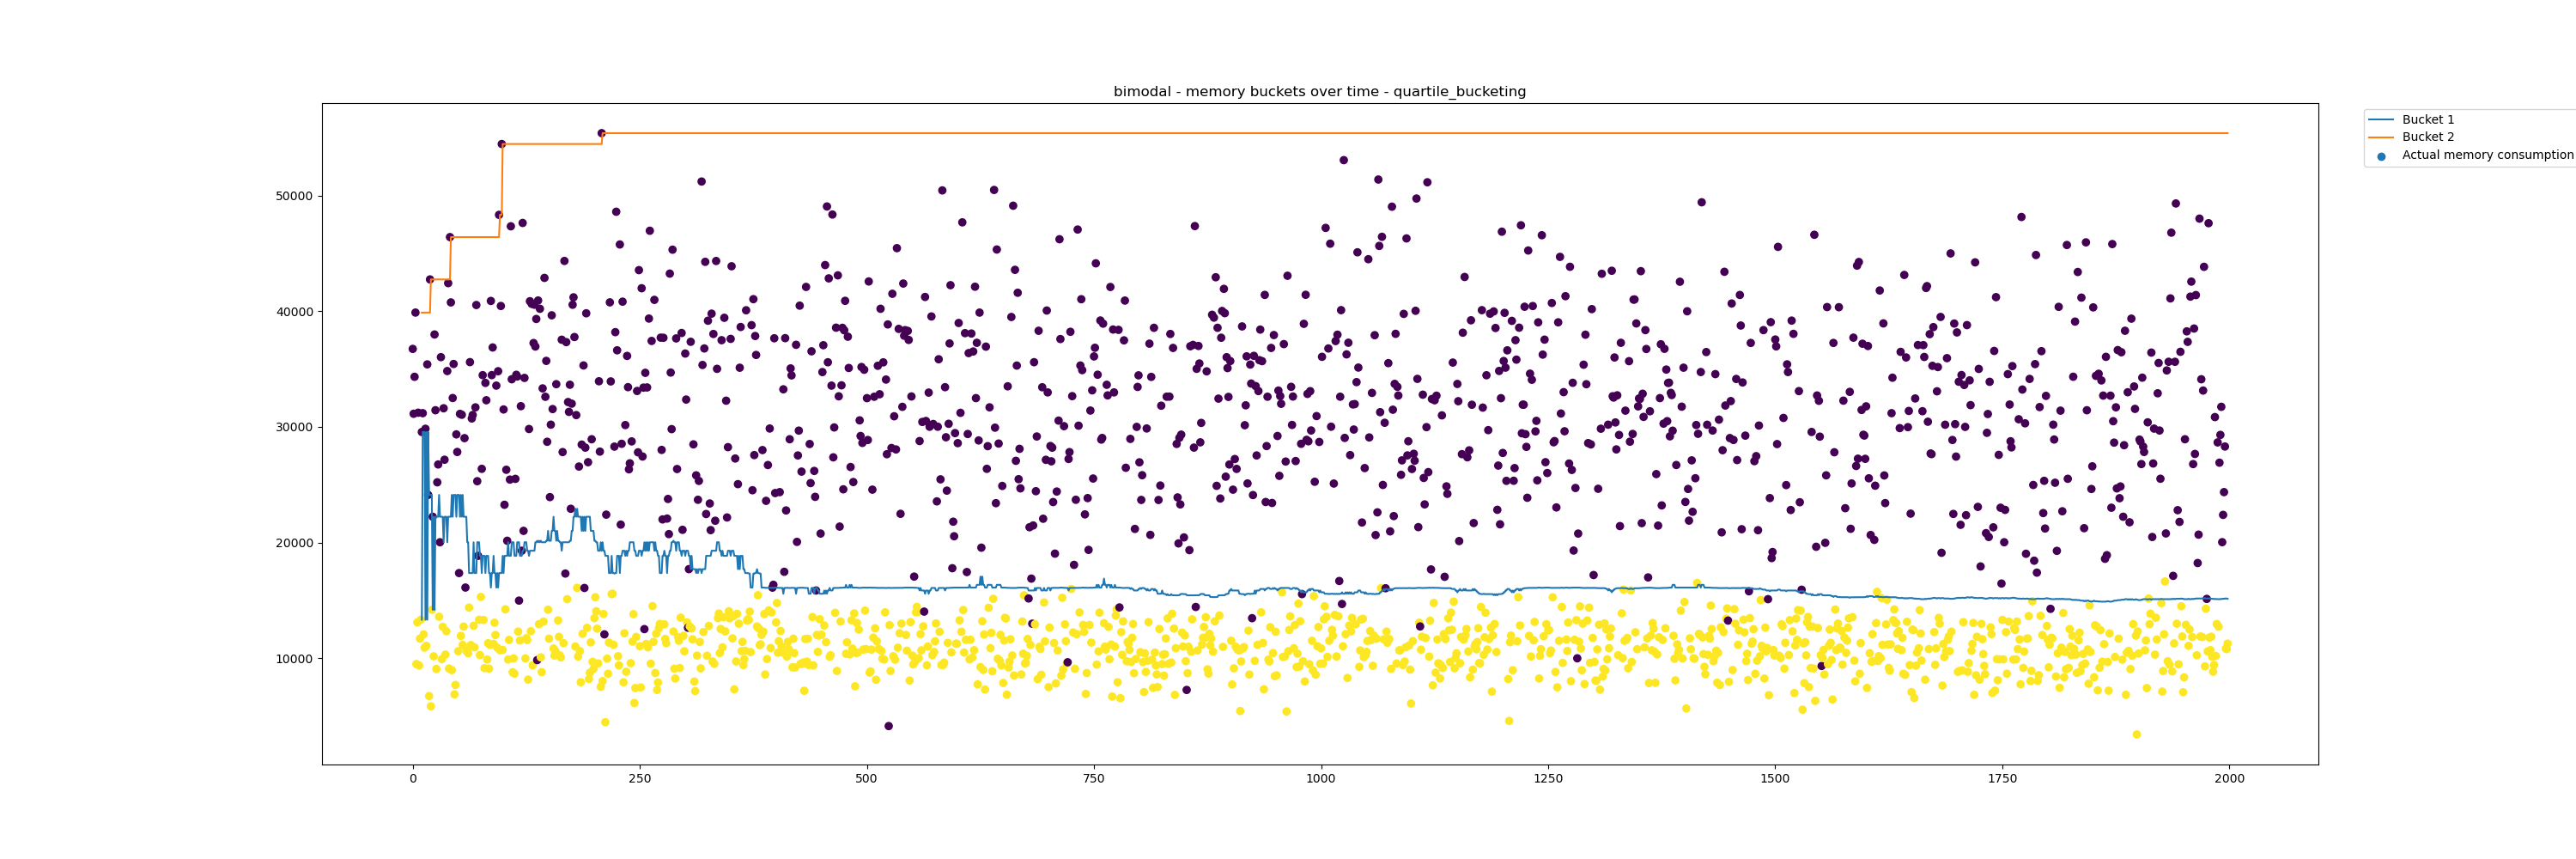 bimodal - memory buckets over time - quartile_bucketing
Bucket 1
Bucket 2
Actual memory consumption
50000
40000
30000
20000
10000
0 250 500 750 1000 1250 1500 1750 2000